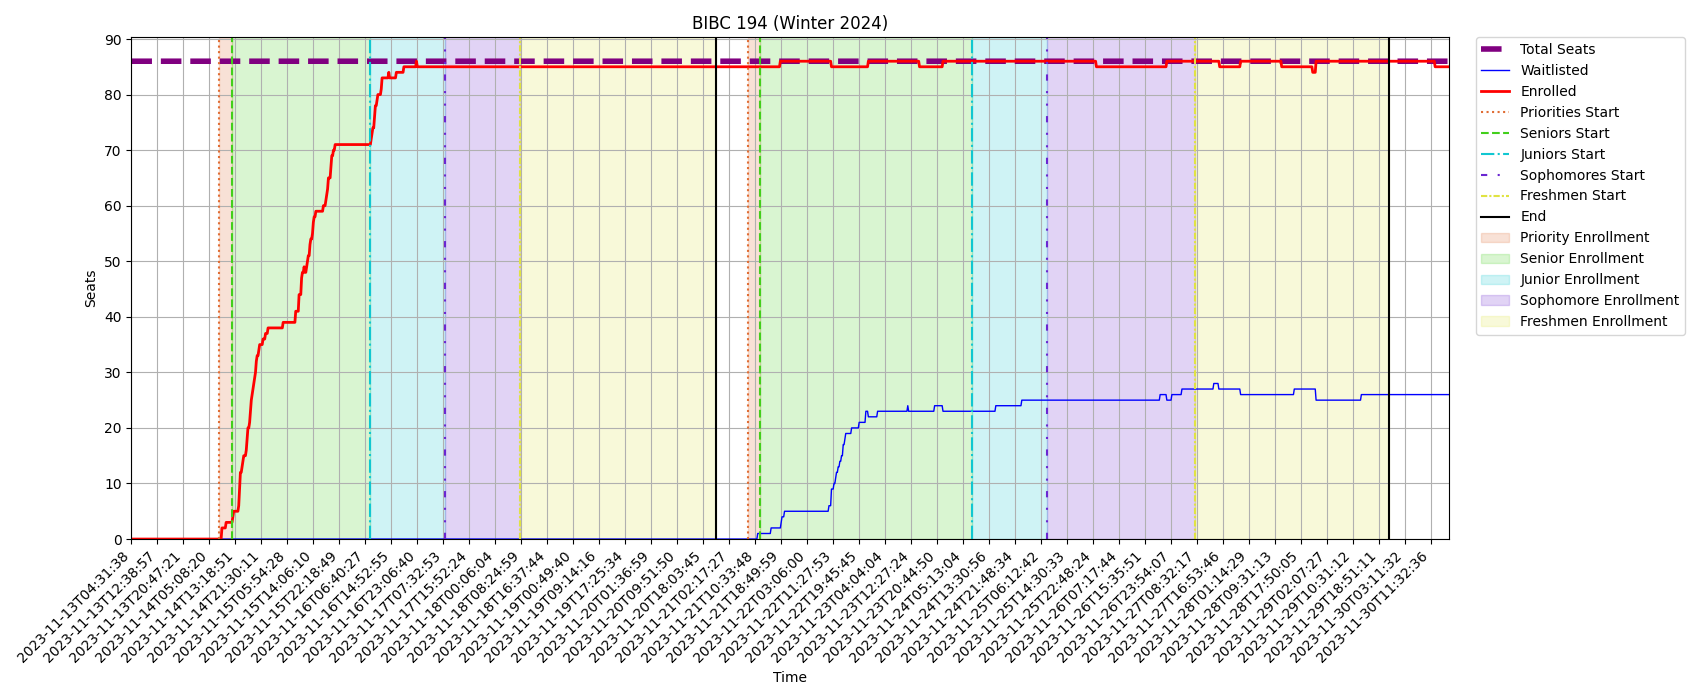 BIBC 194 (Winter 2024)
Seats
90
80
70
60
50
40
30
20
10
0
2023-11-13T04:31:38
2023-11-13T12:38:57
2023-11-13T20:47:21
2023-11-14T05:08:20
2023-11-14T13:18:51
2023-11-14T21:30:11
2023-11-15T05:54:28
2023-11-15T14:06:10
2023-11-15T22:18:49
2023-11-16T06:40:27
2023-11-16T14:52:55
2023-11-16T23:06:40
2023-11-17T07:32:53
2023-11-17T15:52:24
2023-11-18T00:06:04
2023-11-18T08:24:59
2023-11-18T16:37:44
2023-11-19T00:49:40
2023-11-19T09:14:16
2023-11-19T17:25:34
2023-11-20T01:36:59
2023-11-20T09:51:50
2023-11-20T18:03:45
2023-11-21T02:17:27
2023-11-21T10:33:48
2023-11-21T18:49:59
2023-11-22T03:06:00
2023-11-22T11:27:53
2023-11-22T19:45:45
2023-11-23T04:04:04
2023-11-23T12:27:24
2023-11-23T20:44:50
2023-11-24T05:13:04
2023-11-24T13:30:56
2023-11-24T21:48:34
2023-11-25T06:12:42
2023-11-25T14:30:33
2023-11-25T22:48:24
2023-11-26T07:17:44
2023-11-26T15:35:51
2023-11-26T23:54:07
2023-11-27T08:32:17
2023-11-27T16:53:46
2023-11-28T01:14:29
2023-11-28T09:31:13
2023-11-28T17:50:05
2023-11-29T02:07:27
2023-11-29T10:31:12
2023-11-29T18:51:11
2023-11-30T03:11:32
2023-11-30T11:32:36
Time
Total Seats
Waitlisted
Enrolled
Priorities Start
Seniors Start
Juniors Start
Sophomores Start
Freshmen Start
End
Priority Enrollment
Senior Enrollment
Junior Enrollment
Sophomore Enrollment
Freshmen Enrollment